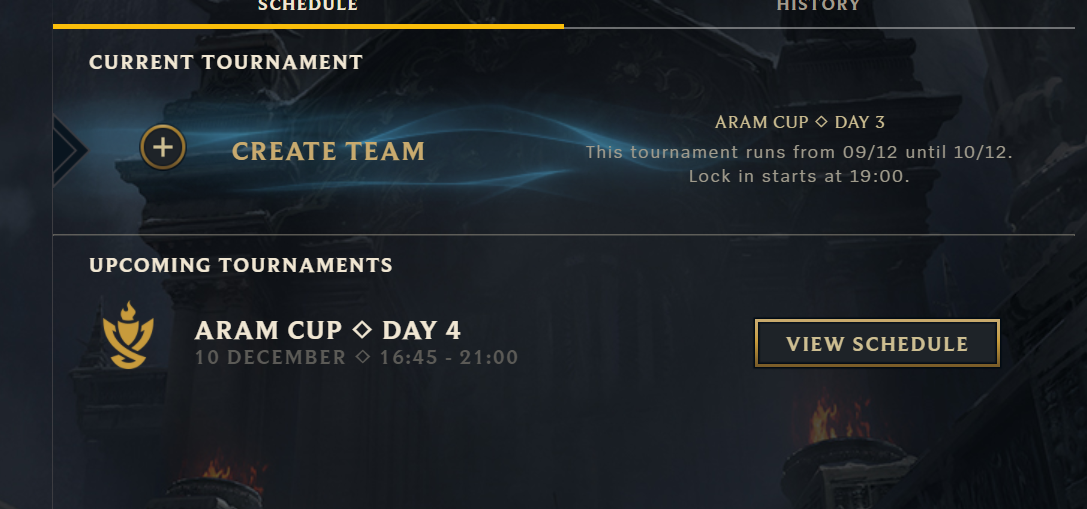 SCHEDULE
HISTORY
CURRENT TOURNAMENT
CREATE TEAM
ARAM CUP ◇ DAY 3
This tournament runs from 09/12 until 10/12.
Lock in starts at 19:00.
UPCOMING TOURNAMENTS
ARAM CUP ◇ DAY 4
10 DECEMBER ◇ 16:45 - 21:00
VIEW SCHEDULE